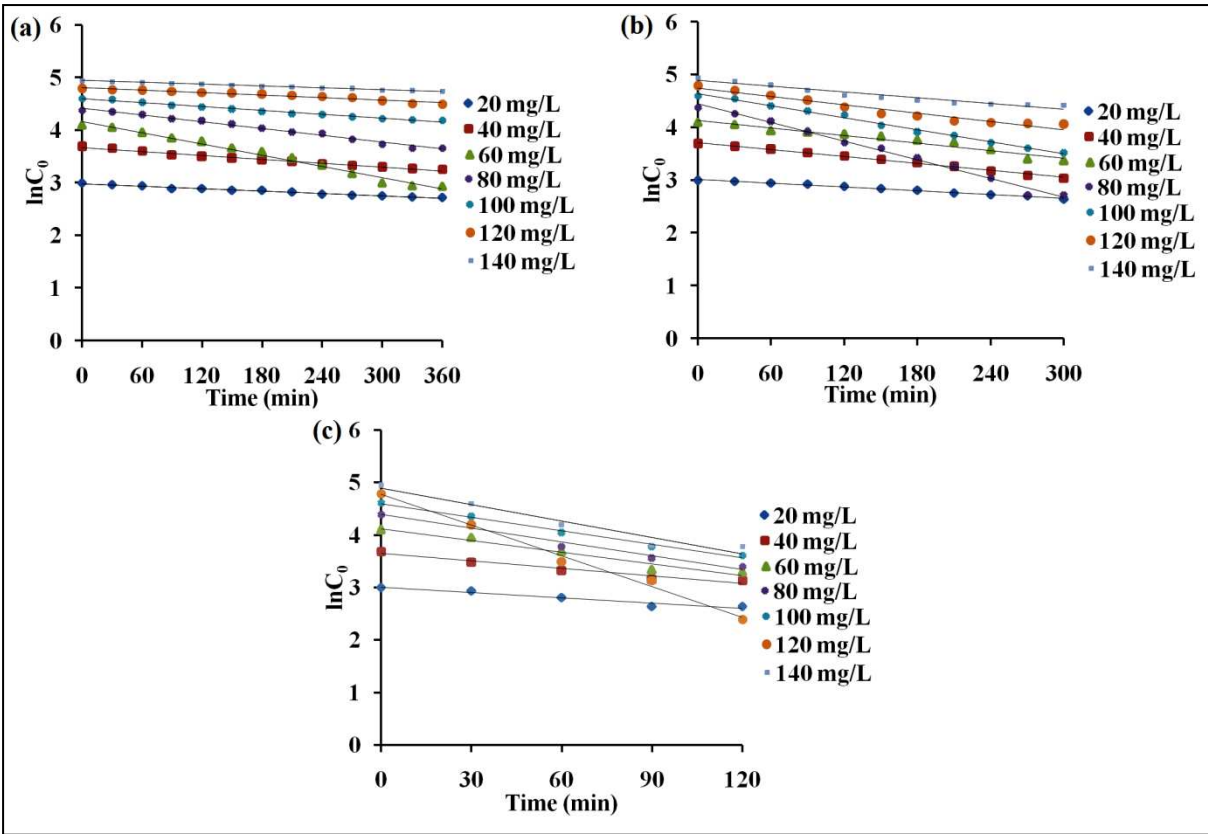 (a)
6
5
4
3
2
1
0
lnC₀
0 60 120 180 240 300 360
Time (min)
20 mg/L
40 mg/L
60 mg/L
80 mg/L
100 mg/L
120 mg/L
140 mg/L
(b)
6
5
4
3
2
1
0
lnC₀
0 60 120 180 240 300
Time (min)
20 mg/L
40 mg/L
60 mg/L
80 mg/L
100 mg/L
120 mg/L
140 mg/L
(c)
6
5
4
3
2
1
0
lnC₀
0 30 60 90 120
Time (min)
20 mg/L
40 mg/L
60 mg/L
80 mg/L
100 mg/L
120 mg/L
140 mg/L